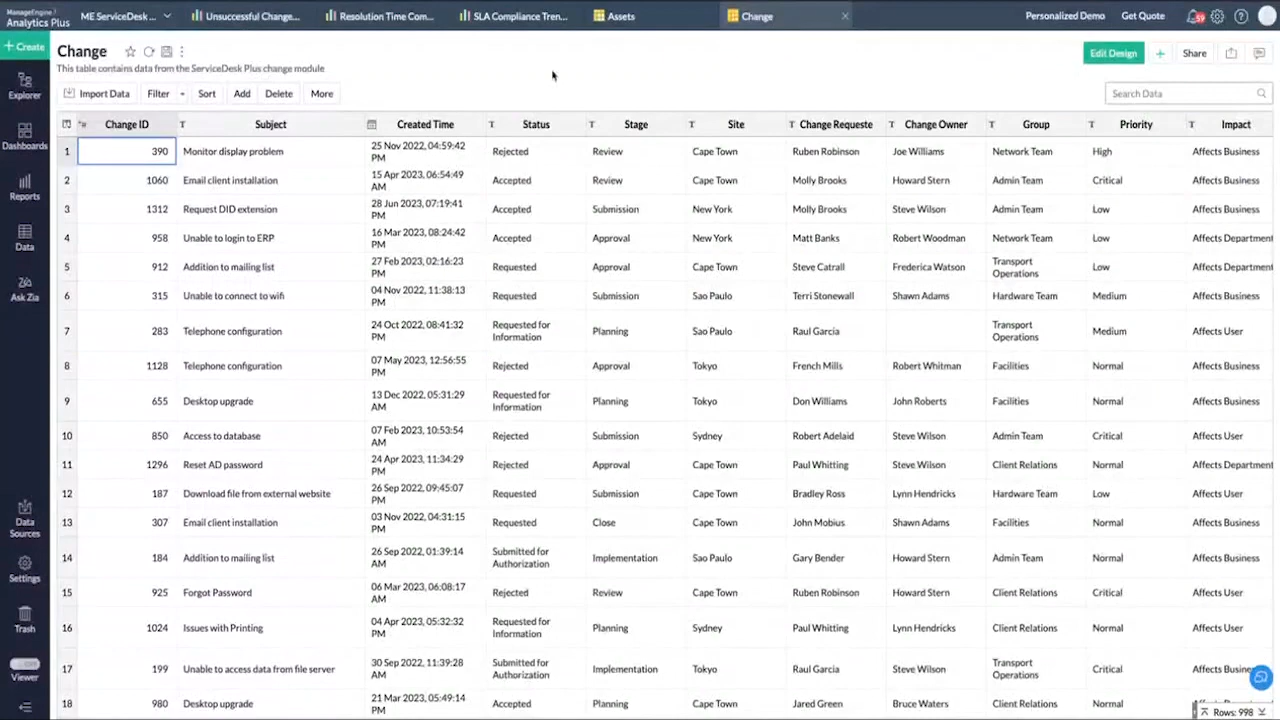 ManageEngine
Analytics Plus
ME ServiceDesk ...
Unsuccessful Change...
Resolution Time Com...
SLA Compliance Tren...
Assets
Change
Personalized Demo
Get Quote
59
+ Create
Explorer
Dashboards
Reports
Data
Ask Zia
Data
Sources
Settings
Trash
Viewer
Change
This table contains data from the ServiceDesk Plus change module
Edit Design
Share
Import Data Filter Sort Add Delete More
Search Data
Change ID T Subject Created Time T Status T Stage T Site T Change Requeste T Change Owner T Group T Priority T Impact
1 390 Monitor display problem 25 Nov 2022, 04:59:42 PM Rejected Review Cape Town Ruben Robinson Joe Williams Network Team High Affects Business
2 1060 Email client installation 15 Apr 2023, 06:54:49 AM Accepted Review Cape Town Molly Brooks Howard Stern Admin Team Critical Affects Business
3 1312 Request DID extension 28 Jun 2023, 07:19:41 PM Accepted Submission New York Molly Brooks Steve Wilson Admin Team Low Affects Business
4 958 Unable to login to ERP 16 Mar 2023, 08:24:42 PM Accepted Approval New York Matt Banks Robert Woodman Network Team Low Affects Department
5 912 Addition to mailing list 27 Feb 2023, 02:16:23 PM Requested Approval Cape Town Steve Catrall Frederica Watson Transport Operations Low Affects Department
6 315 Unable to connect to wifi 04 Nov 2022, 11:38:13 PM Requested Submission Sao Paulo Terri Stonewall Shawn Adams Hardware Team Medium Affects Business
7 283 Telephone configuration 24 Oct 2022, 08:41:32 PM Requested for Information Planning Sao Paulo Raul Garcia Transport Operations Medium Affects User
8 1128 Telephone configuration 07 May 2023, 12:56:55 PM Rejected Approval Tokyo French Mills Robert Whitman Facilities Normal Affects Business
9 655 Desktop upgrade 13 Dec 2022, 05:31:29 AM Requested for Information Planning Tokyo Don Williams John Roberts Facilities Normal Affects Business
10 850 Access to database 07 Feb 2023, 10:53:54 AM Rejected Submission Sydney Robert Adelaid Steve Wilson Admin Team Critical Affects User
11 1296 Reset AD password 24 Apr 2023, 11:34:29 PM Rejected Approval Cape Town Paul Whitting Steve Wilson Client Relations Normal Affects Department
12 187 Download file from external website 26 Sep 2022, 09:45:07 PM Requested Submission Cape Town Bradley Ross Lynn Hendricks Hardware Team Low Affects User
13 307 Email client installation 03 Nov 2022, 04:31:15 PM Requested Close Cape Town John Mobius Shawn Adams Facilities Normal Affects Business
14 184 Addition to mailing list 26 Sep 2022, 01:39:14 AM Submitted for Authorization Implementation Sao Paulo Gary Bender Howard Stern Admin Team Normal Affects Business
15 925 Forgot Password 06 Mar 2023, 06:08:17 AM Rejected Review Cape Town Ruben Robinson Howard Stern Client Relations Critical Affects User
16 1024 Issues with Printing 04 Apr 2023, 05:32:32 PM Requested for Information Planning Sydney Paul Whitting Lynn Hendricks Client Relations Normal Affects User
17 199 Unable to access data from file server 30 Sep 2022, 11:39:28 AM Submitted for Authorization Implementation Tokyo Raul Garcia Steve Wilson Transport Operations Critical Affects
18 980 Desktop upgrade 21 Mar 2023, 05:49:14 PM Accepted Planning Cape Town Jared Green Bruce Waters Client Relations Normal
Rows: 998